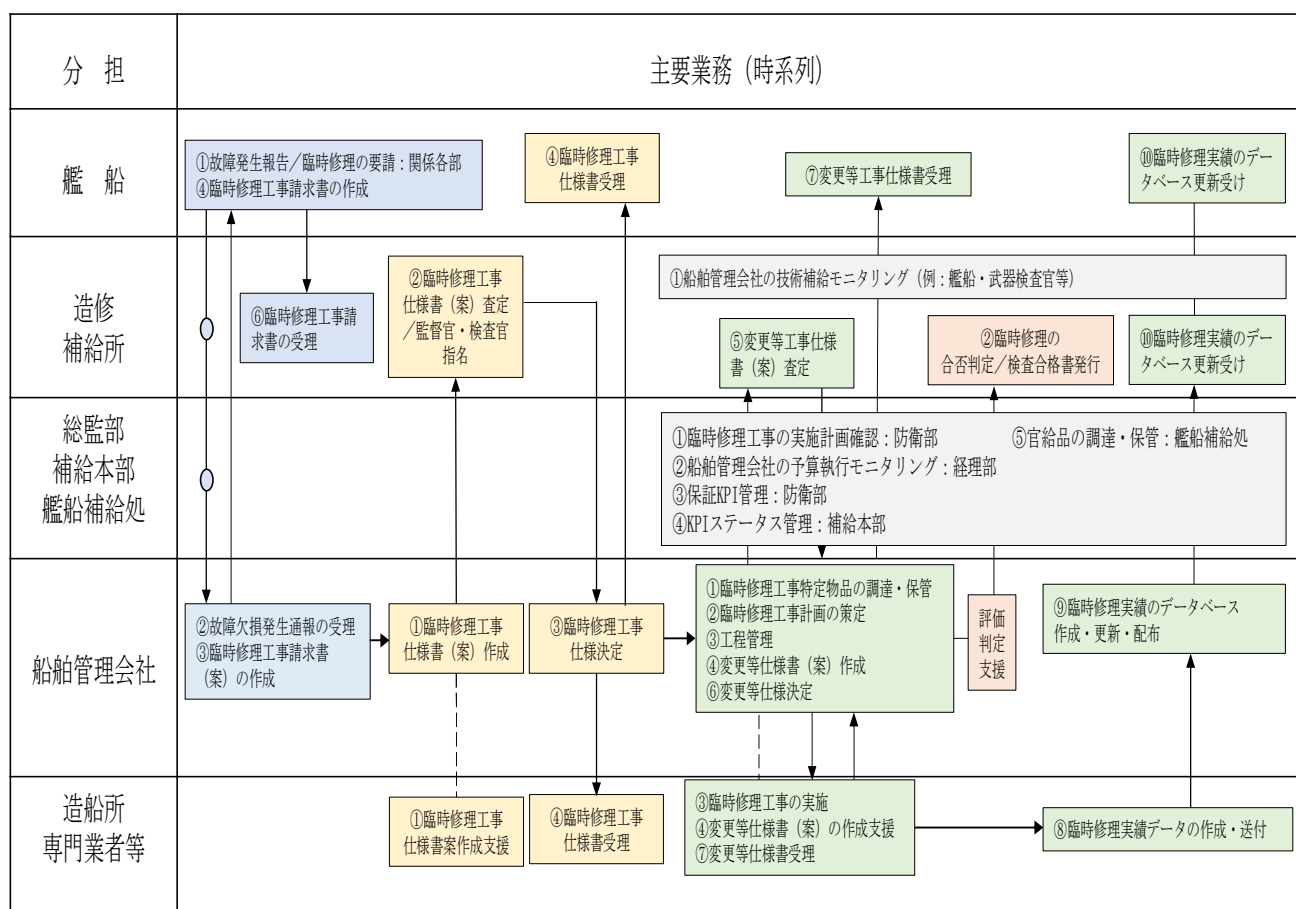 分 担
主要業務（時系列）
艦 船
①故障発生報告／臨時修理の要請：関係各部
④臨時修理工事請求書の作成
④臨時修理工事
仕様書受理
⑦変更等工事仕様書受理
⑩臨時修理実績のデー
タベース更新受け
造修
補給所
⑥臨時修理工事請
求書の受理
②臨時修理工事
仕様書（案）査定
／監督官・検査官
指名
①船舶管理会社の技術補給モニタリング（例：艦船・武器検査官等）
⑤変更等工事仕様
書（案）査定
②臨時修理の
合否判定／検査合格書発行
⑩臨時修理実績のデー
タベース更新受け
総監部
補給本部
艦船補給処
①臨時修理工事の実施計画確認：防衛部
⑤官給品の調達・保管：艦船補給処
②船舶管理会社の予算執行モニタリング：経理部
③保証KPI管理：防衛部
④KPIステータス管理：補給本部
船舶管理会社
②故障欠損発生通報の受理
③臨時修理工事請求書
（案）の作成
①臨時修理工事
仕様書（案）作成
③臨時修理工事
仕様決定
①臨時修理工事特定物品の調達・保管
②臨時修理工事計画の策定
③工程管理
④変更等仕様書（案）作成
⑥変更等仕様決定
評価
判定
支援
⑨臨時修理実績のデータベース
作成・更新・配布
造船所
専門業者等
①臨時修理工事
仕様書案作成支援
④臨時修理工事
仕様書受理
③臨時修理工事の実施
④変更等仕様書（案）の作成支援
⑦変更等仕様書受理
⑧臨時修理実績データの作成・送付